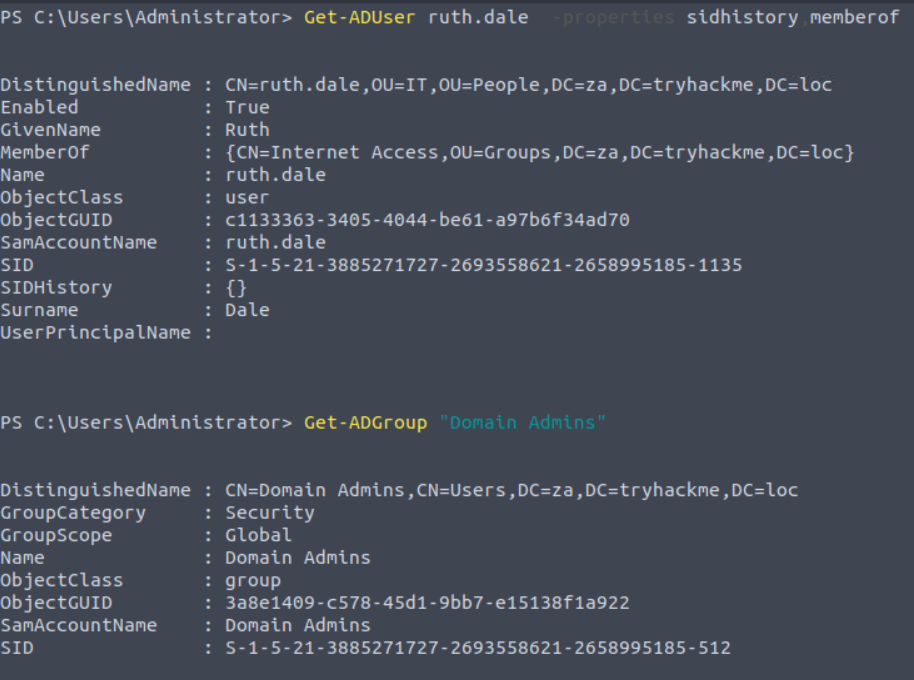 PS C:\Users\Administrator> Get-ADUser ruth.dale  -properties sidhistory,memberof
DistinguishedName : CN=ruth.dale,OU=IT,OU=People,DC=za,DC=tryhackme,DC=loc
Enabled           : True
GivenName         : Ruth
MemberOf          : {CN=Internet Access,OU=Groups,DC=za,DC=tryhackme,DC=loc}
Name              : ruth.dale
ObjectClass       : user
ObjectGUID        : c1133363-3405-4044-be61-a97b6f34ad70
SamAccountName    : ruth.dale
SID               : S-1-5-21-3885271727-2693558621-2658995185-1135
SIDHistory        : {}
Surname           : Dale
UserPrincipalName :
PS C:\Users\Administrator> Get-ADGroup "Domain Admins"
DistinguishedName : CN=Domain Admins,CN=Users,DC=za,DC=tryhackme,DC=loc
GroupCategory     : Security
GroupScope        : Global
Name              : Domain Admins
ObjectClass       : group
ObjectGUID        : 3a8e1409-c578-45d1-9bb7-e15138f1a922
SamAccountName    : Domain Admins
SID               : S-1-5-21-3885271727-2693558621-2658995185-512